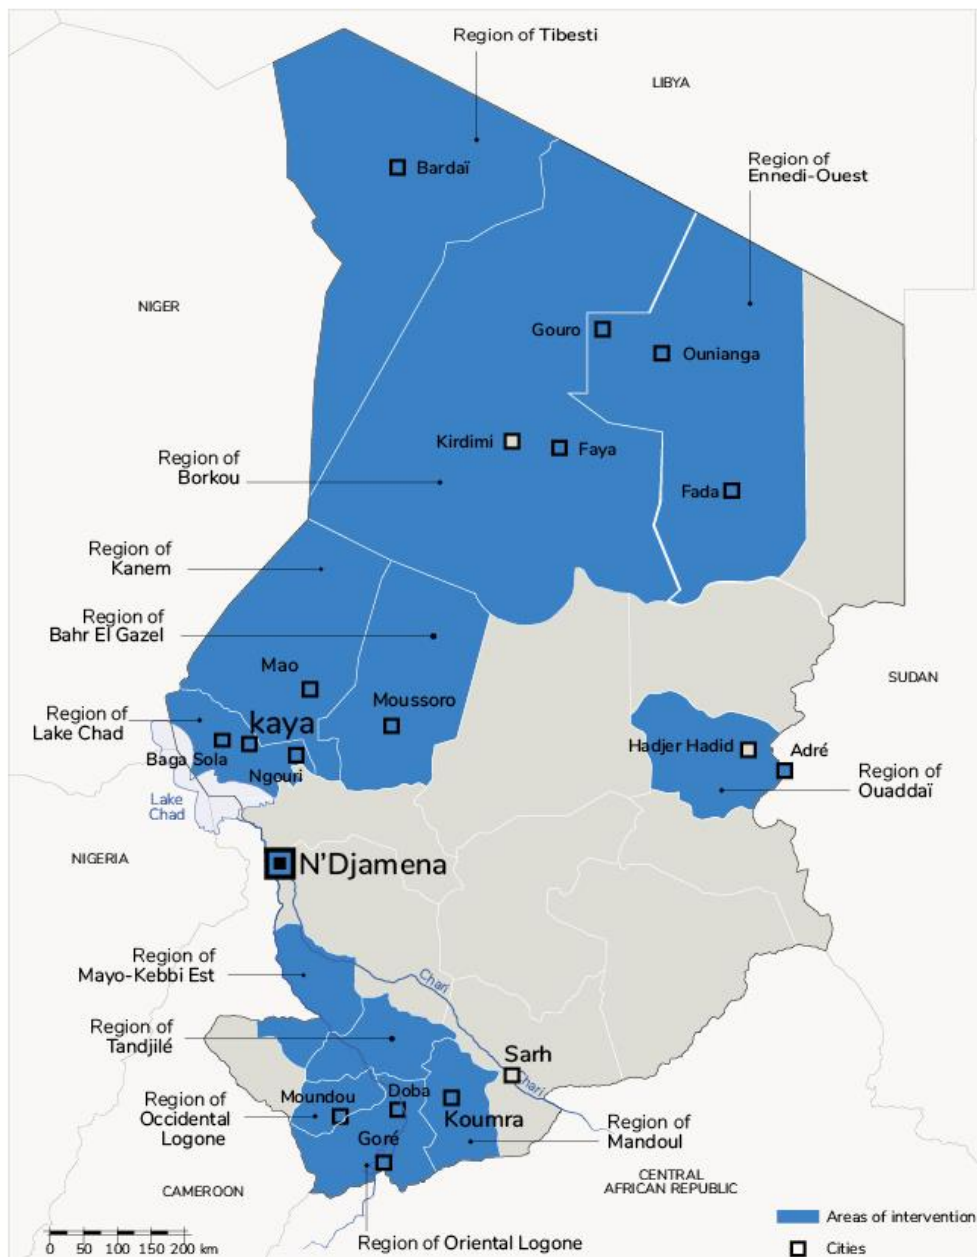 Region of Tibesti
LIBYA
Bardaï
Region of
Ennedi-Ouest
NIGER
Gouro
Ounianga
Kirdimi
Faya
Region of
Borkou
Fada
Region of
Kanem
Region of
Bahr El Gazel
Mao
SUDAN
Moussoro
Region of
Lake Chad
kaya
Hadjer Hadid
Adré
Baga Sola
Ngouri
Region of
Ouaddaï
Lake
Chad
NIGERIA
N'Djamena
Region of
Mayo-Kebbi Est
Chari
Region of
Tandjilé
Sarh
Chari
Region of
Occidental
Logone
Moundou
Doba
Koumra
Region of
Mandoul
Goré
CENTRAL
AFRICAN REPUBLIC
CAMEROON
Areas of intervention
0 50 100 150 200 km
Region of Oriental Logone
Cities